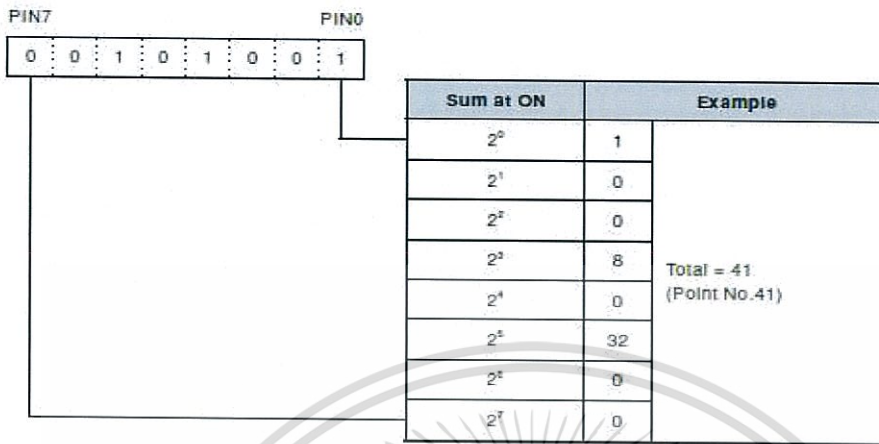 PIN7 PIN0
0 0 1 0 1 0 0 1
Sum at ON Example
2⁰ 1
2¹ 0
2² 0
2³ 8
Total = 41
2⁴ 0
(Point No.41)
2⁵ 32
2⁶ 0
2⁷ 0